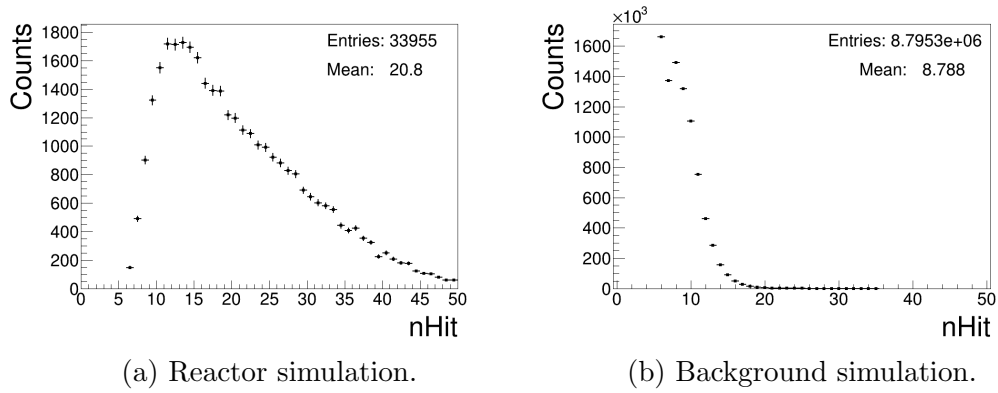 Counts
1800
1600
1400
1200
1000
800
600
400
200
0
Entries: 33955
Mean: 20.8
0 5 10 15 20 25 30 35 40 45 50
nHit
(a) Reactor simulation.
×10³
Counts
1600
1400
1200
1000
800
600
400
200
0
Entries: 8.7953e+06
Mean: 8.788
0 10 20 30 40 50
nHit
(b) Background simulation.